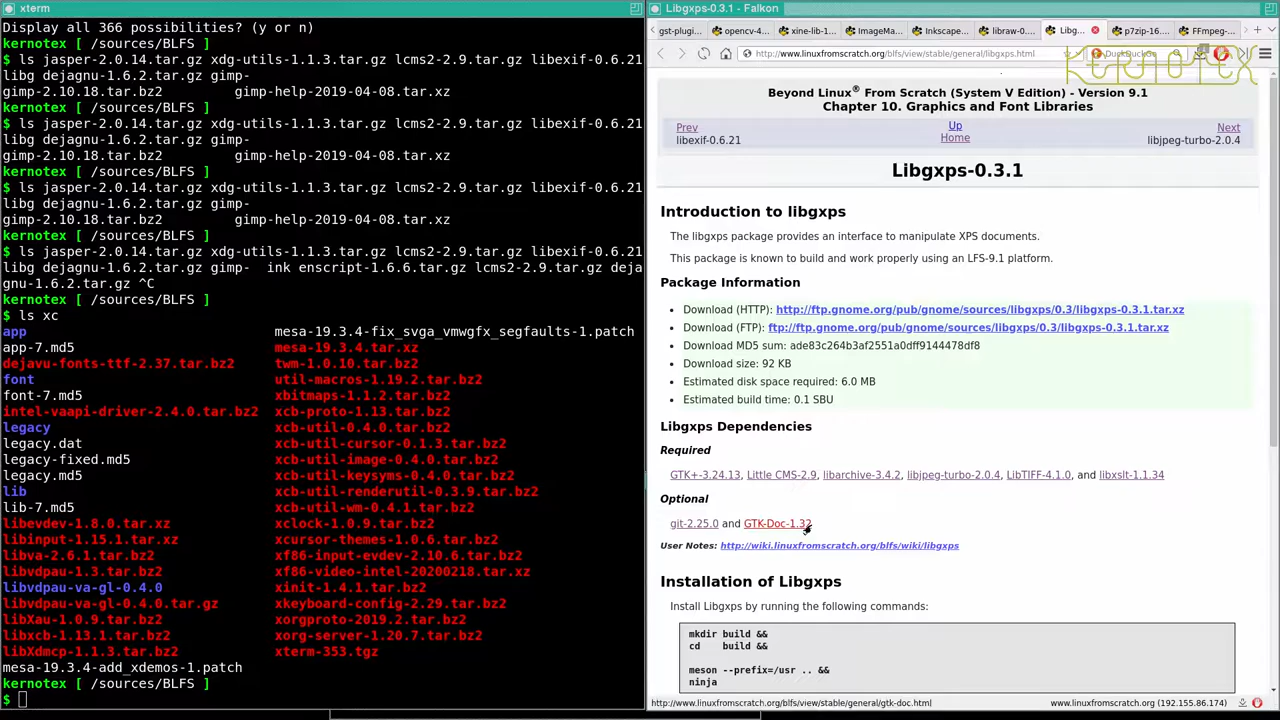 xterm
Display all 366 possibilities? (y or n)
kernotex [ /sources/BLFS ]
$ ls jasper-2.0.14.tar.gz xdg-utils-1.1.3.tar.gz lcms2-2.9.tar.gz libexif-0.6.21
libg dejagnu-1.6.2.tar.gz gimp-
gimp-2.10.18.tar.bz2 gimp-help-2019-04-08.tar.xz
kernotex [ /sources/BLFS ]
$ ls jasper-2.0.14.tar.gz xdg-utils-1.1.3.tar.gz lcms2-2.9.tar.gz libexif-0.6.21
libg dejagnu-1.6.2.tar.gz gimp-
gimp-2.10.18.tar.bz2 gimp-help-2019-04-08.tar.xz
kernotex [ /sources/BLFS ]
$ ls jasper-2.0.14.tar.gz xdg-utils-1.1.3.tar.gz lcms2-2.9.tar.gz libexif-0.6.21
libg dejagnu-1.6.2.tar.gz gimp-
gimp-2.10.18.tar.bz2 gimp-help-2019-04-08.tar.xz
kernotex [ /sources/BLFS ]
$ ls jasper-2.0.14.tar.gz xdg-utils-1.1.3.tar.gz lcms2-2.9.tar.gz libexif-0.6.21
libg dejagnu-1.6.2.tar.gz gimp- ink enscript-1.6.6.tar.gz lcms2-2.9.tar.gz deja
gnu-1.6.2.tar.gz ^C
kernotex [ /sources/BLFS ]
$ ls xc
app mesa-19.3.4-fix_svga_vmwgfx_segfaults-1.patch
app-7.md5 mesa-19.3.4.tar.xz
dejavu-fonts-ttf-2.37.tar.bz2 twm-1.0.10.tar.bz2
font util-macros-1.19.2.tar.bz2
font-7.md5 xbitmaps-1.1.2.tar.bz2
intel-vaapi-driver-2.4.0.tar.bz2 xcb-proto-1.13.tar.bz2
legacy xcb-util-0.4.0.tar.bz2
legacy.dat xcb-util-cursor-0.1.3.tar.bz2
legacy-fixed.md5 xcb-util-image-0.4.0.tar.bz2
legacy.md5 xcb-util-keysyms-0.4.0.tar.bz2
lib xcb-util-renderutil-0.3.9.tar.bz2
lib-7.md5 xcb-util-wm-0.4.1.tar.bz2
libevdev-1.8.0.tar.xz xclock-1.0.9.tar.bz2
libinput-1.15.1.tar.xz xcursor-themes-1.0.6.tar.bz2
libva-2.6.1.tar.bz2 xf86-input-evdev-2.10.6.tar.bz2
libvdpau-1.3.tar.bz2 xf86-video-intel-20200218.tar.xz
libvdpau-va-gl-0.4.0 xinit-1.4.1.tar.bz2
libvdpau-va-gl-0.4.0.tar.gz xkeyboard-config-2.29.tar.bz2
libXau-1.0.9.tar.bz2 xorgproto-2019.2.tar.bz2
libxcb-1.13.1.tar.bz2 xorg-server-1.20.7.tar.bz2
libXdmcp-1.1.3.tar.bz2 xterm-353.tgz
mesa-19.3.4-add_xdemos-1.patch
kernotex [ /sources/BLFS ]
$
Libgxps-0.3.1 - Falkon
gst-plugi... opencv-4... xine-lib-1... ImageMa... Inkscape... libraw-0.... Libg... p7zip-16.... FFmpeg-...
http://www.linuxfromscratch.org/blfs/view/stable/general/libgxps.html DuckDuckGo
KERNOTEX
Beyond Linux® From Scratch (System V Edition) - Version 9.1
Chapter 10. Graphics and Font Libraries
Prev Up Next
libexif-0.6.21 Home libjpeg-turbo-2.0.4
Libgxps-0.3.1
Introduction to libgxps
The libgxps package provides an interface to manipulate XPS documents.
This package is known to build and work properly using an LFS-9.1 platform.
Package Information
• Download (HTTP): http://ftp.gnome.org/pub/gnome/sources/libgxps/0.3/libgxps-0.3.1.tar.xz
• Download (FTP): ftp://ftp.gnome.org/pub/gnome/sources/libgxps/0.3/libgxps-0.3.1.tar.xz
• Download MD5 sum: ade83c264b3af2551a0dff9144478df8
• Download size: 92 KB
• Estimated disk space required: 6.0 MB
• Estimated build time: 0.1 SBU
Libgxps Dependencies
Required
GTK+-3.24.13, Little CMS-2.9, libarchive-3.4.2, libjpeg-turbo-2.0.4, LibTIFF-4.1.0, and libxslt-1.1.34
Optional
git-2.25.0 and GTK-Doc-1.32
User Notes: http://wiki.linuxfromscratch.org/blfs/wiki/libgxps
Installation of Libgxps
Install Libgxps by running the following commands:
mkdir build &&
cd build &&
meson --prefix=/usr .. &&
ninja
http://www.linuxfromscratch.org/blfs/view/stable/general/gtk-doc.html www.linuxfromscratch.org (192.155.86.174)